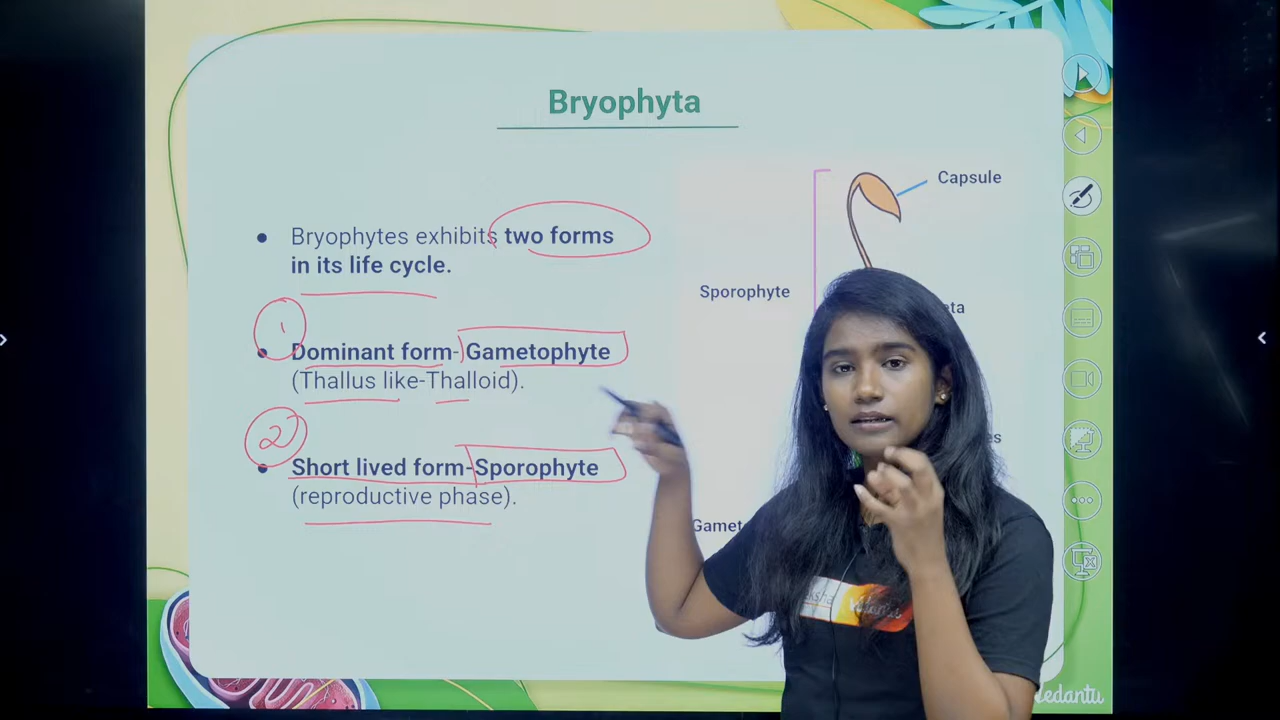 Bryophyta
Bryophytes exhibits two forms
in its life cycle.
1
Dominant form-Gametophyte
(Thallus like-Thalloid).
2
Short lived form-Sporophyte
(reproductive phase).
Capsule
Sporophyte